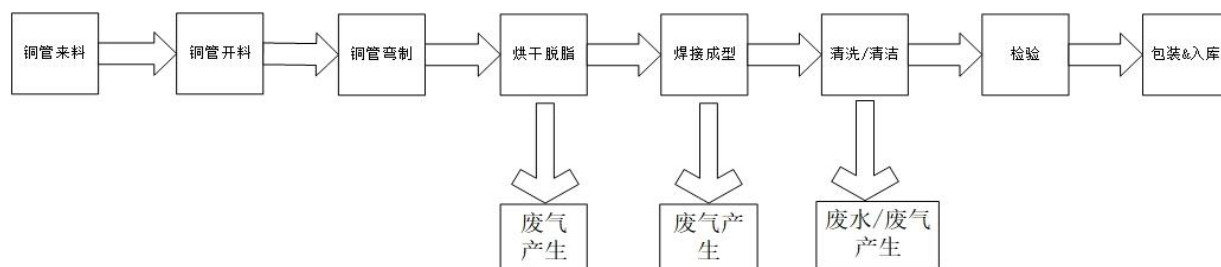 铜管来料
铜管开料
铜管弯制
烘干脱脂
焊接成型
清洗/清洁
检验
包装&入库
废气
产生
废气产
生
废水/废气
产生